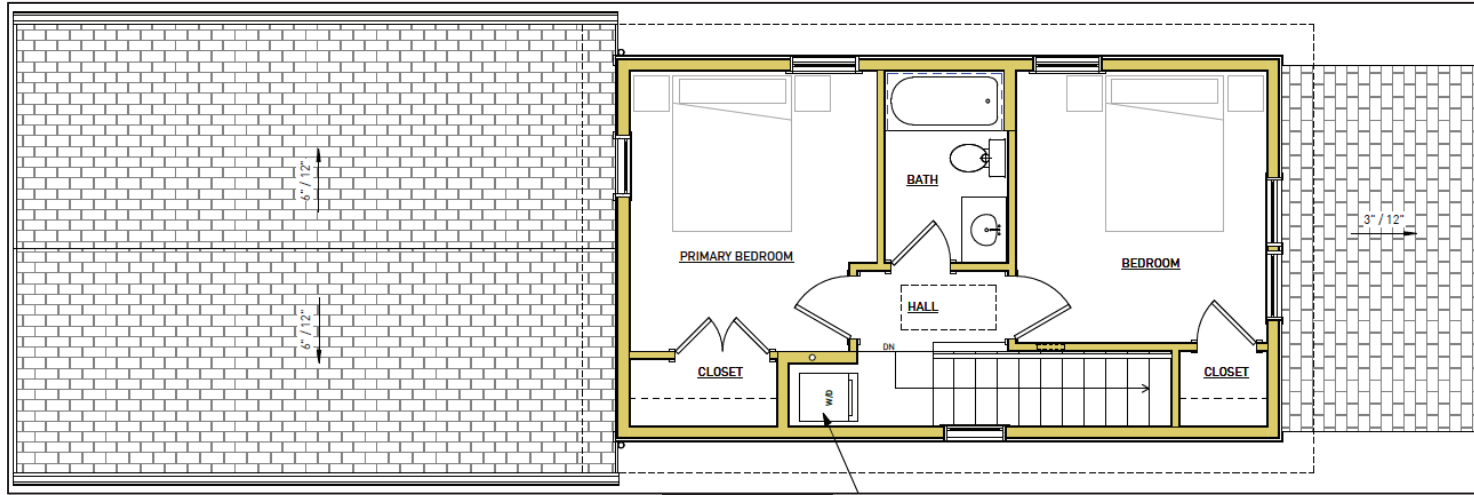 6" / 12"
6" / 12"
PRIMARY BEDROOM
BATH
HALL
BEDROOM
3" / 12"
DN
CLOSET
W/D
CLOSET